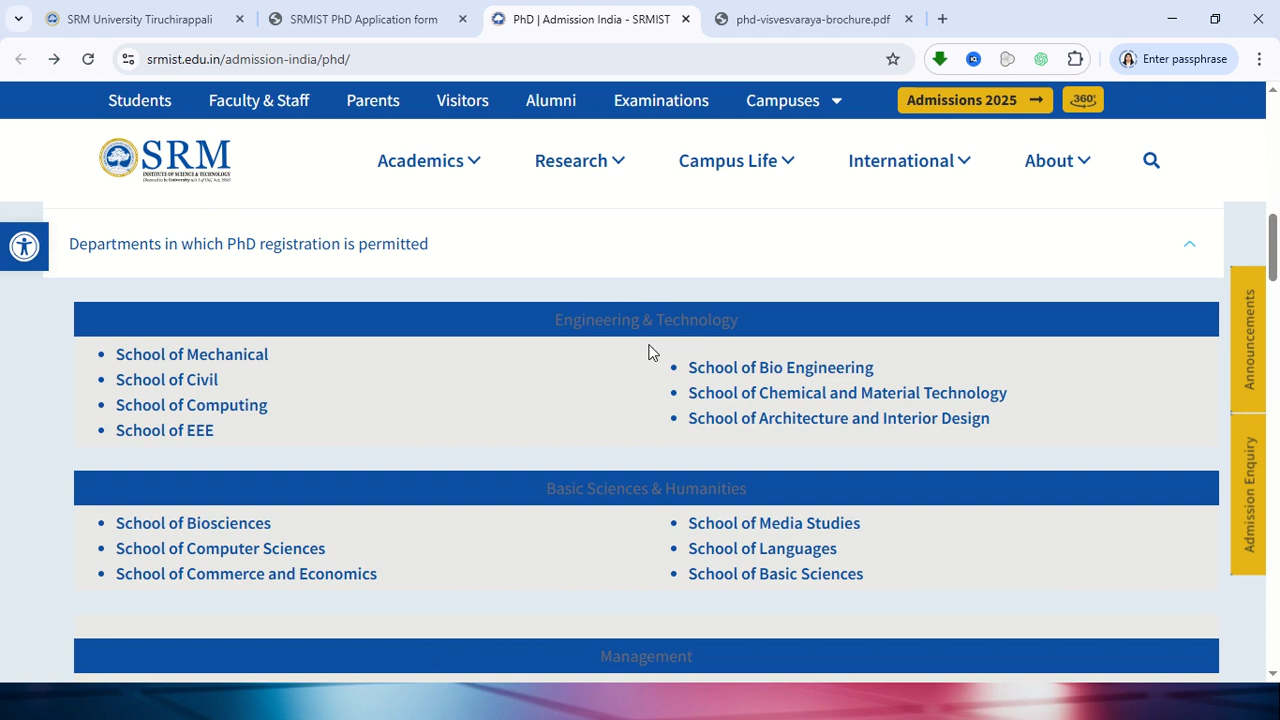 SRM University Tiruchirappali
SRMIST PhD Application form
PhD | Admission India - SRMIST
phd-visvesvaraya-brochure.pdf
srmist.edu.in/admission-india/phd/
Enter passphrase
Students Faculty & Staff Parents Visitors Alumni Examinations Campuses Admissions 2025 360°
SRM
INSTITUTE OF SCIENCE & TECHNOLOGY
Academics Research Campus Life International About
Departments in which PhD registration is permitted
Engineering & Technology
School of Mechanical
School of Civil
School of Computing
School of EEE
School of Bio Engineering
School of Chemical and Material Technology
School of Architecture and Interior Design
Basic Sciences & Humanities
School of Biosciences
School of Computer Sciences
School of Commerce and Economics
School of Media Studies
School of Languages
School of Basic Sciences
Management
Announcements
Admission Enquiry